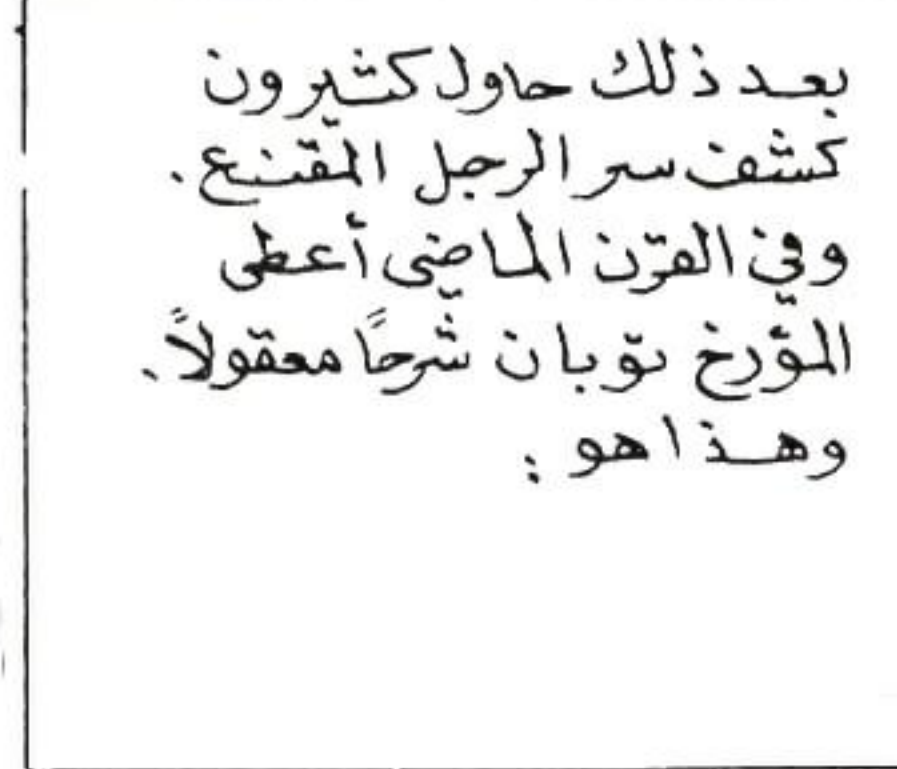 بعد ذلك حاول كثيرون
كشف سر الرجل المقنع.
وفي القرن الماضي أعطى
المؤرخ توبان شرحًا معقولاً.
وهذا هو :